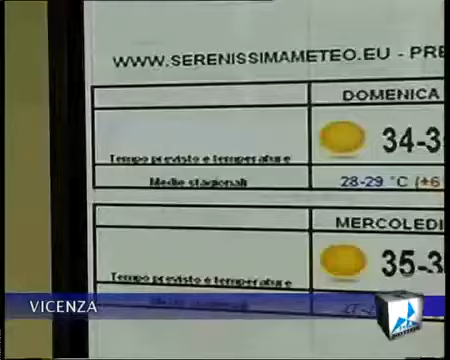 WWW.SERENISSIMAMETEO.EU - PRE
DOMENICA
34-3
Tempo previsto e temperature
Medie stagionali
28-29 °C (+6
MERCOLEDI
35-3
Tempo previsto e temperature
VICENZA